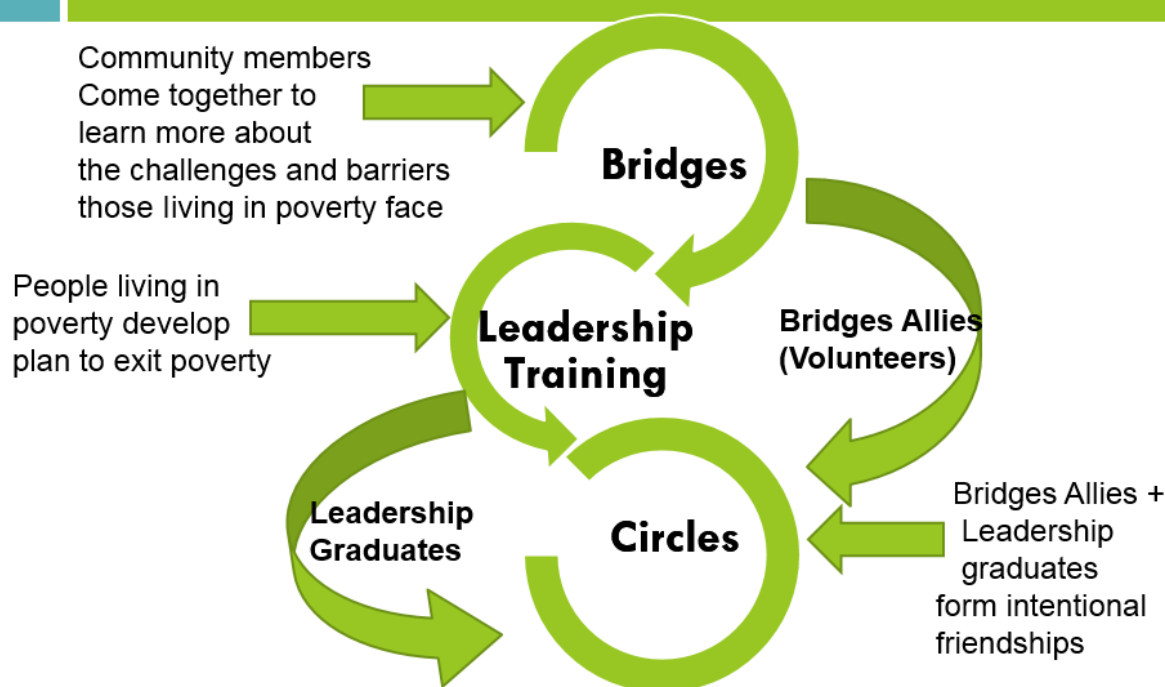 Community members
Come together to
learn more about
the challenges and barriers
those living in poverty face
Bridges
People living in
poverty develop
plan to exit poverty
Leadership
Training
Bridges Allies
(Volunteers)
Leadership
Graduates
Circles
Bridges Allies +
Leadership
graduates
form intentional
friendships